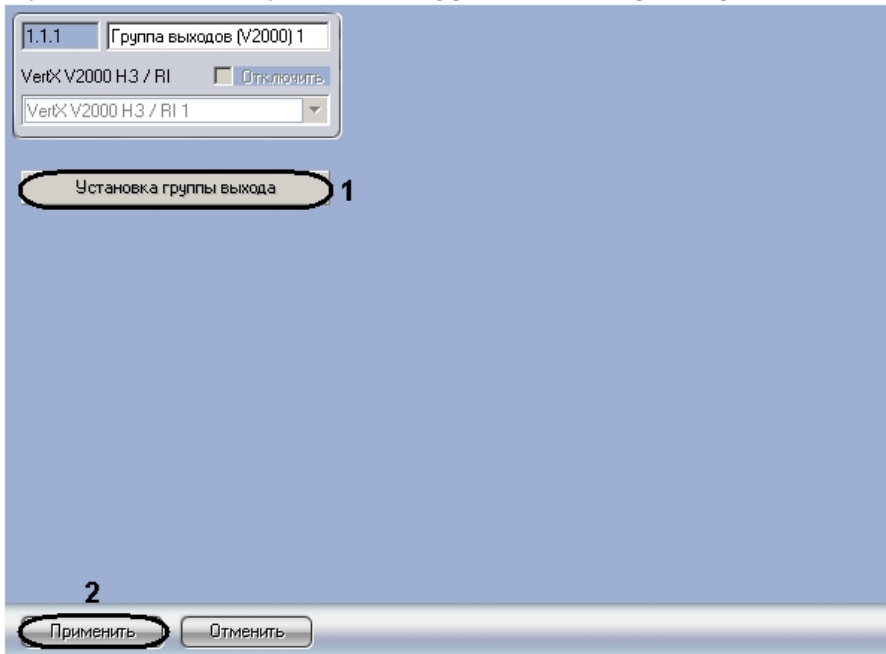 1.1.1 Группа выходов (V2000) 1
VertX V2000 H3 / RI Отключить
VertX V2000 H3 / RI 1
Установка группы выхода 1
2
Применить Отменить